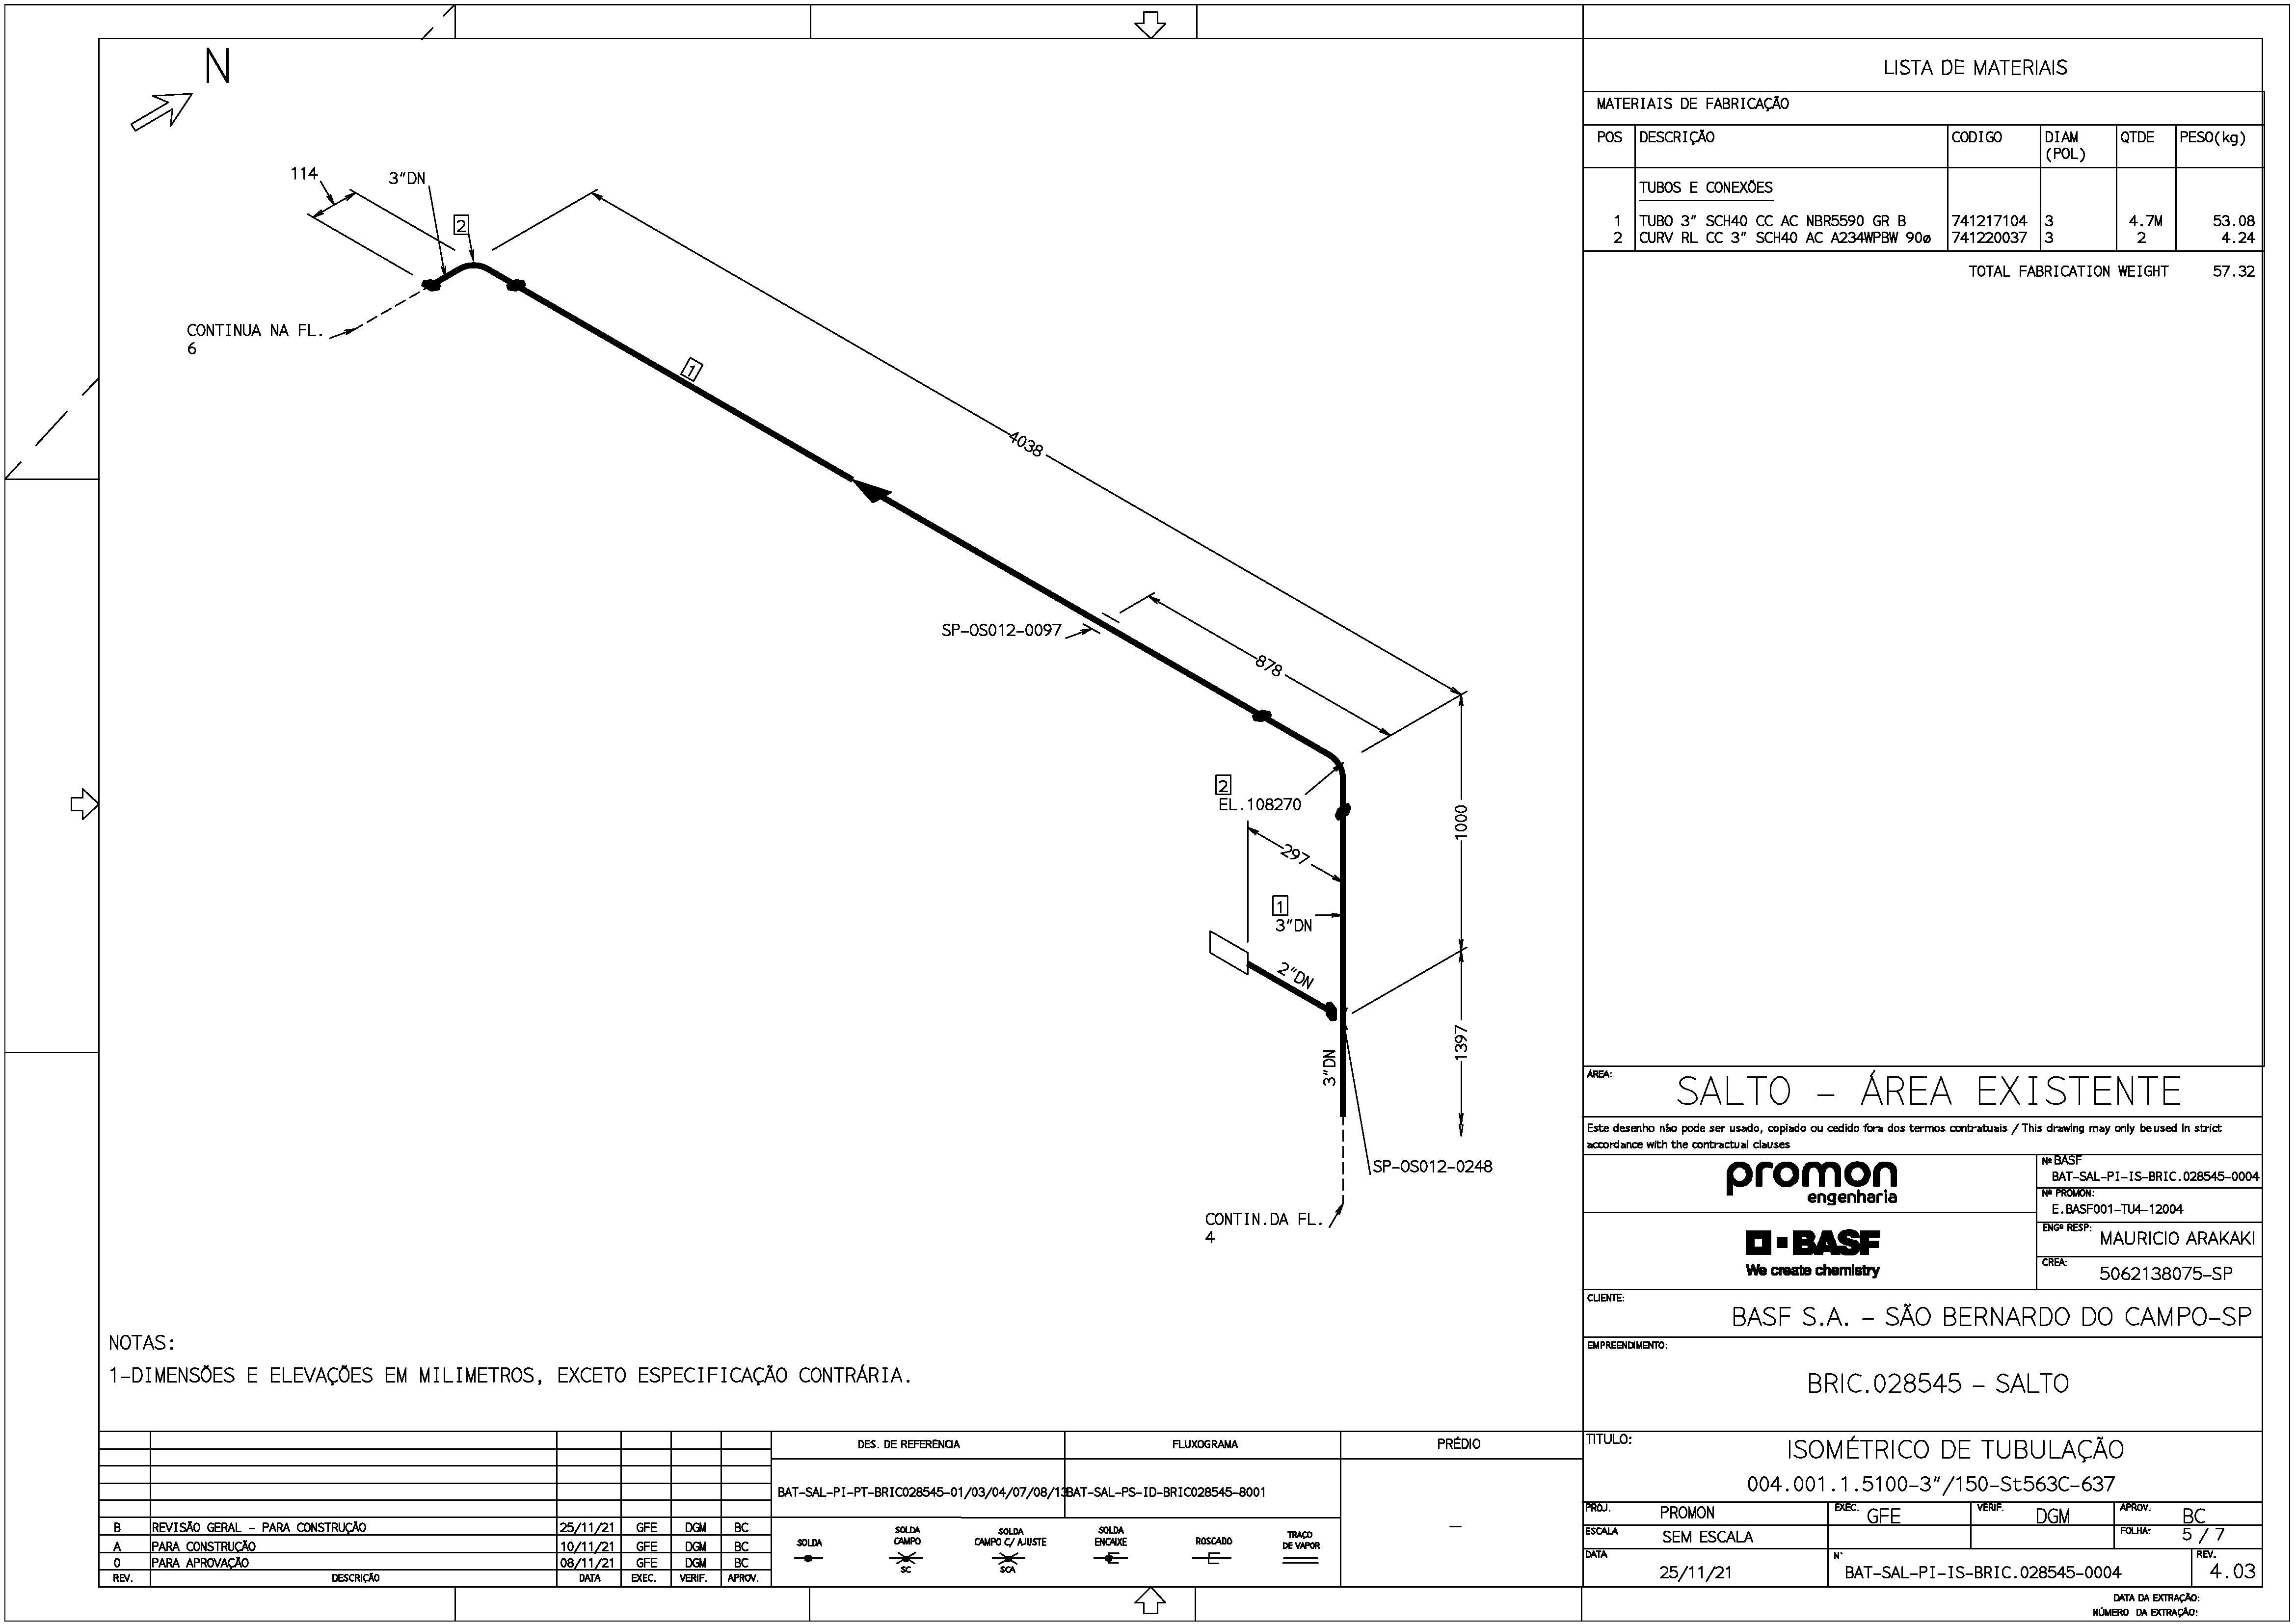 N
114
3"DN
2
CONTINUA NA FL.
6
1
4038
SP-OS012-0097
878
2
EL.108270
1000
297
1
3"DN
2"DN
1397
3"DN
SP-OS012-0248
CONTIN.DA FL.
4
NOTAS:
1-DIMENSÕES E ELEVAÇÕES EM MILIMETROS, EXCETO ESPECIFICAÇÃO CONTRÁRIA.
LISTA DE MATERIAIS
MATERIAIS DE FABRICAÇÃO
POS DESCRIÇÃO CODIGO DIAM (POL) QTDE PESO(kg)
TUBOS E CONEXÕES
1 TUBO 3" SCH40 CC AC NBR5590 GR B 741217104 3 4.7M 53.08
2 CURV RL CC 3" SCH40 AC A234WPBW 90ø 741220037 3 2 4.24
TOTAL FABRICATION WEIGHT 57.32
ÁREA:
SALTO - ÁREA EXISTENTE
Este desenho não pode ser usado, copiado ou cedido fora dos termos contratuais / This drawing may only be used in strict
accordance with the contractual clauses
promon
engenharia
Nº BASF
BAT-SAL-PI-IS-BRIC.028545-0004
Nº PROMON:
E.BASF001-TU4-12004
BASF
We create chemistry
ENGº RESP:
MAURICIO ARAKAKI
CREA:
5062138075-SP
CLIENTE:
BASF S.A. - SÃO BERNARDO DO CAMPO-SP
EMPREENDIMENTO:
BRIC.028545 - SALTO
TITULO:
ISOMÉTRICO DE TUBULAÇÃO
004.001.1.5100-3"/150-St563C-637
PROJ. PROMON EXEC. GFE VERIF. DGM APROV. BC
ESCALA SEM ESCALA FOLHA: 5 / 7
DATA 25/11/21 N° BAT-SAL-PI-IS-BRIC.028545-0004 REV. 4.03
DATA DA EXTRAÇÃO:
NÚMERO DA EXTRAÇÃO:
B REVISÃO GERAL - PARA CONSTRUÇÃO 25/11/21 GFE DGM BC
A PARA CONSTRUÇÃO 10/11/21 GFE DGM BC
0 PARA APROVAÇÃO 08/11/21 GFE DGM BC
REV. DESCRIÇÃO DATA EXEC. VERIF. APROV.
DES. DE REFERÊNCIA FLUXOGRAMA PRÉDIO
BAT-SAL-PI-PT-BRIC028545-01/03/04/07/08/13 BAT-SAL-PS-ID-BRIC028545-8001
-
SOLDA
SOLDA CAMPO
SC
SOLDA CAMPO C/ AJUSTE
SCA
SOLDA ENCAIXE
ROSCADO
TRAÇO DE VAPOR